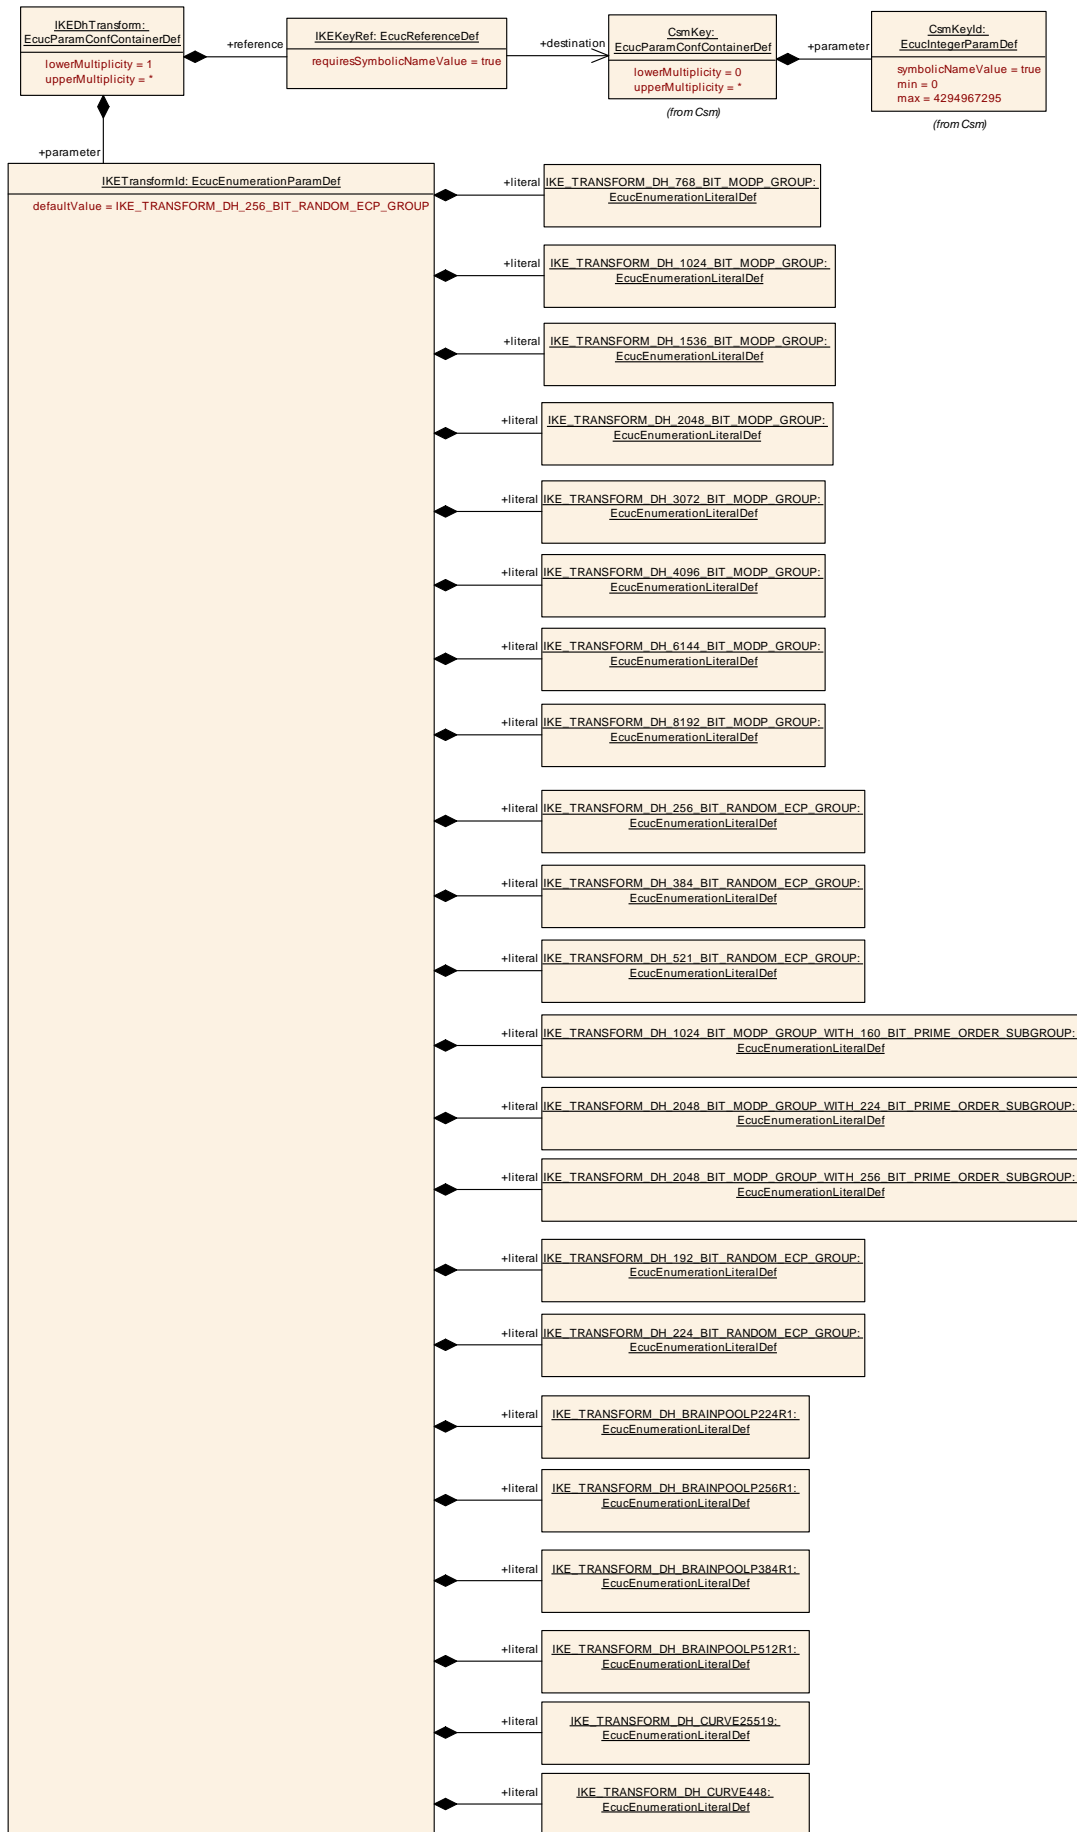 IKEDhTransform:
EcucParamConfContainerDef
lowerMultiplicity = 1
upperMultiplicity = *
+reference
IKEKeyRef: EcucReferenceDef
requiresSymbolicNameValue = true
+destination
CsmKey:
EcucParamConfContainerDef
lowerMultiplicity = 0
upperMultiplicity = *
(from Csm)
+parameter
CsmKeyId:
EcucIntegerParamDef
symbolicNameValue = true
min = 0
max = 4294967295
(from Csm)
+parameter
IKETransformId: EcucEnumerationParamDef
defaultValue = IKE_TRANSFORM_DH_256_BIT_RANDOM_ECP_GROUP
+literal
IKE_TRANSFORM_DH_768_BIT_MODP_GROUP:
EcucEnumerationLiteralDef
+literal
IKE_TRANSFORM_DH_1024_BIT_MODP_GROUP:
EcucEnumerationLiteralDef
+literal
IKE_TRANSFORM_DH_1536_BIT_MODP_GROUP:
EcucEnumerationLiteralDef
+literal
IKE_TRANSFORM_DH_2048_BIT_MODP_GROUP:
EcucEnumerationLiteralDef
+literal
IKE_TRANSFORM_DH_3072_BIT_MODP_GROUP:
EcucEnumerationLiteralDef
+literal
IKE_TRANSFORM_DH_4096_BIT_MODP_GROUP:
EcucEnumerationLiteralDef
+literal
IKE_TRANSFORM_DH_6144_BIT_MODP_GROUP:
EcucEnumerationLiteralDef
+literal
IKE_TRANSFORM_DH_8192_BIT_MODP_GROUP:
EcucEnumerationLiteralDef
+literal
IKE_TRANSFORM_DH_256_BIT_RANDOM_ECP_GROUP:
EcucEnumerationLiteralDef
+literal
IKE_TRANSFORM_DH_384_BIT_RANDOM_ECP_GROUP:
EcucEnumerationLiteralDef
+literal
IKE_TRANSFORM_DH_521_BIT_RANDOM_ECP_GROUP:
EcucEnumerationLiteralDef
+literal
IKE_TRANSFORM_DH_1024_BIT_MODP_GROUP_WITH_160_BIT_PRIME_ORDER_SUBGROUP:
EcucEnumerationLiteralDef
+literal
IKE_TRANSFORM_DH_2048_BIT_MODP_GROUP_WITH_224_BIT_PRIME_ORDER_SUBGROUP:
EcucEnumerationLiteralDef
+literal
IKE_TRANSFORM_DH_2048_BIT_MODP_GROUP_WITH_256_BIT_PRIME_ORDER_SUBGROUP:
EcucEnumerationLiteralDef
+literal
IKE_TRANSFORM_DH_192_BIT_RANDOM_ECP_GROUP:
EcucEnumerationLiteralDef
+literal
IKE_TRANSFORM_DH_224_BIT_RANDOM_ECP_GROUP:
EcucEnumerationLiteralDef
+literal
IKE_TRANSFORM_DH_BRAINPOOLP224R1:
EcucEnumerationLiteralDef
+literal
IKE_TRANSFORM_DH_BRAINPOOLP256R1:
EcucEnumerationLiteralDef
+literal
IKE_TRANSFORM_DH_BRAINPOOLP384R1:
EcucEnumerationLiteralDef
+literal
IKE_TRANSFORM_DH_BRAINPOOLP512R1:
EcucEnumerationLiteralDef
+literal
IKE_TRANSFORM_DH_CURVE25519:
EcucEnumerationLiteralDef
+literal
IKE_TRANSFORM_DH_CURVE448:
EcucEnumerationLiteralDef